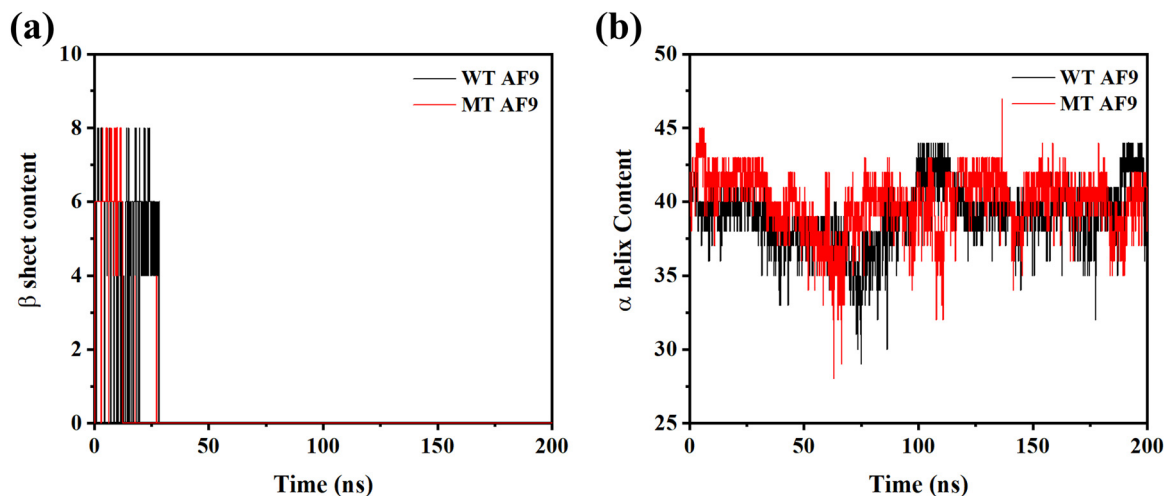 (a)
β sheet content
10
8
6
4
2
0
0 50 100 150 200
Time (ns)
WT AF9
MT AF9
(b)
α helix Content
50
45
40
35
30
25
0 50 100 150 200
Time (ns)
WT AF9
MT AF9